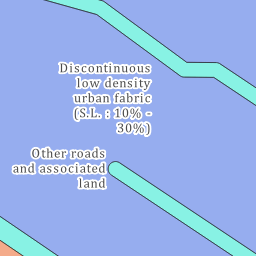 Discontinuous
low density
urban fabric
(S.L. : 10% -
30%)
Other roads
and associated
land